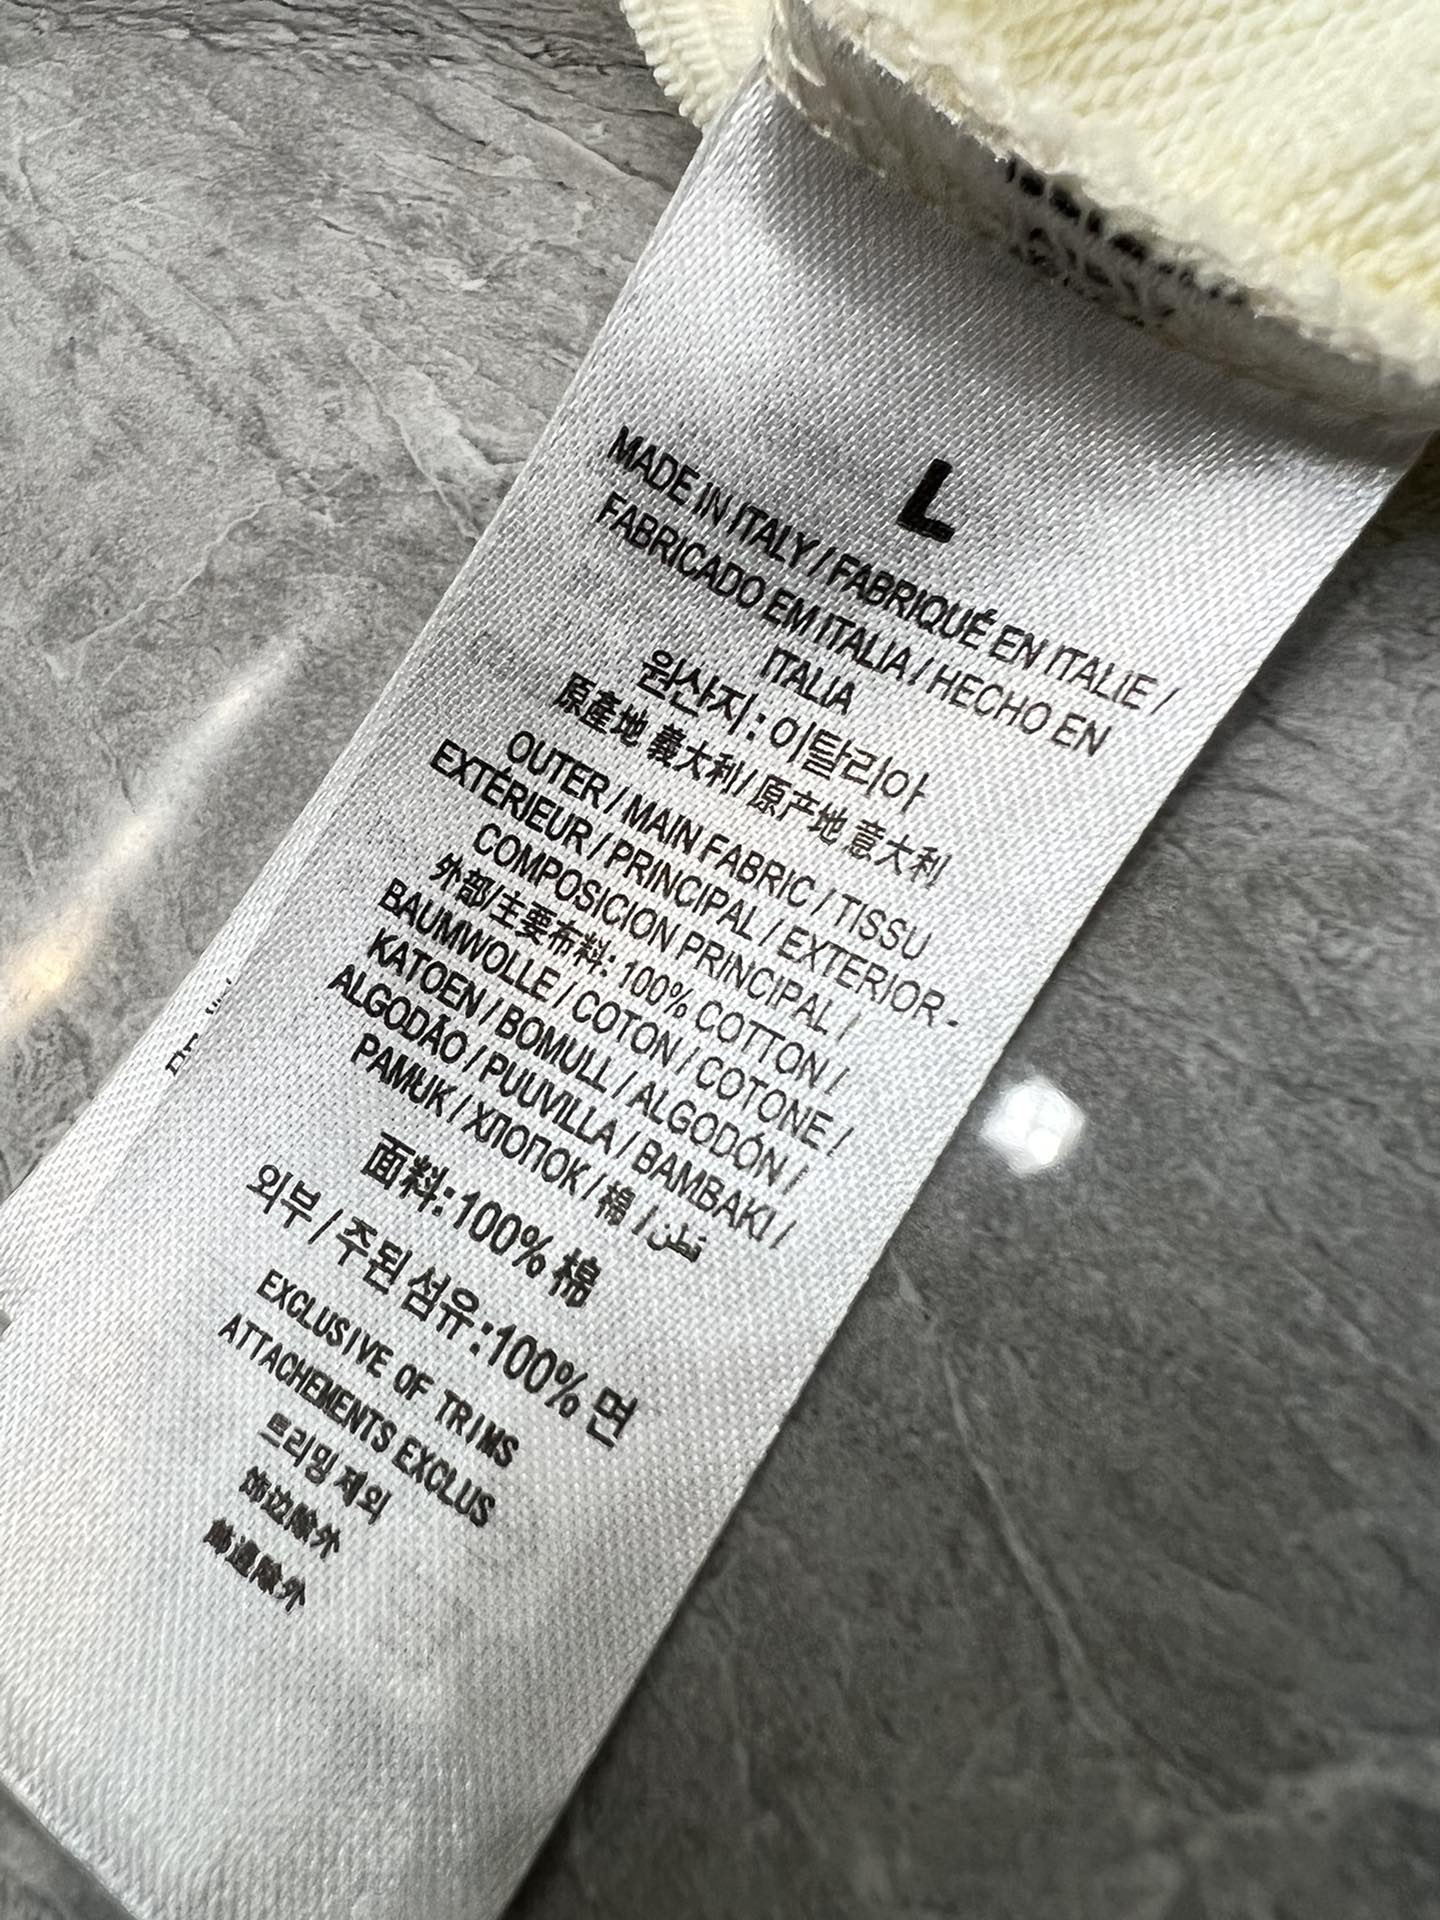 L
MADE IN ITALY / FABRIQUÉ EN ITALIE /
FABRICADO EM ITALIA / HECHO EN
ITALIA
원산지 : 이탈리아
原產地 義大利/原产地 意大利
OUTER / MAIN FABRIC / TISSU
EXTÉRIEUR / PRINCIPAL / EXTERIOR -
COMPOSICION PRINCIPAL /
外部/主要布料: 100% COTTON /
BAUMWOLLE / COTON / COTONE /
KATOEN / BOMULL / ALGODÓN /
ALGODÃO / PUUVILLA / BAMBAKI /
PAMUK / ХЛОПОК / 棉 / قطن
面料:100% 棉
외부 / 주된 섬유:100% 면
EXCLUSIVE OF TRIMS
ATTACHEMENTS EXCLUS
트리밍 제외
饰边除外
飾邊除外